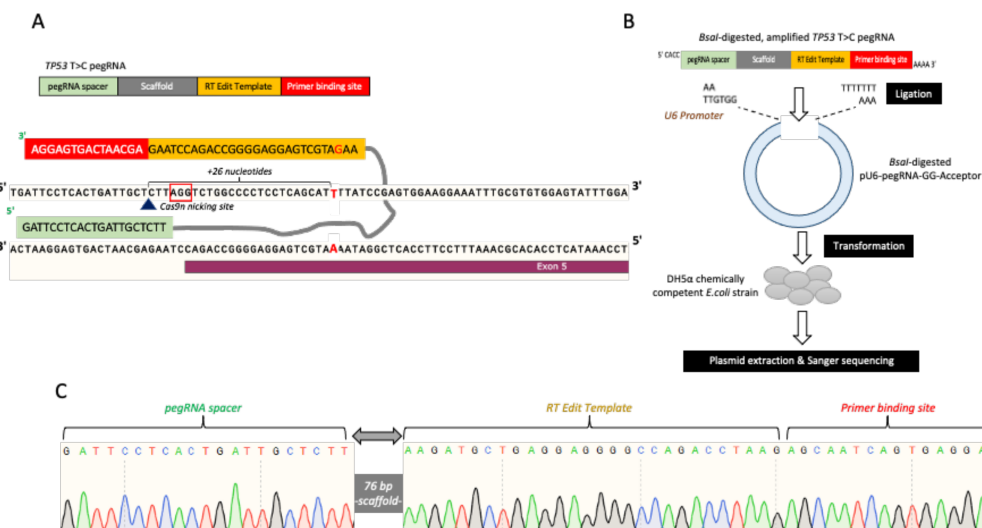 A
TP53 T>C pegRNA
pegRNA spacer Scaffold RT Edit Template Primer binding site
3'
AGGAGTGACTAACGA GAATCCAGACCGGGGAGGAGTCGTAGAA
+26 nucleotides
5' TGATTCCTCACTGATTGCTCTTAGGTCTGGCCCCTCCTCAGCATTTTATCCGAGTGGAAGGAAATTTGCGTGTGGAGTATTTGGA 3'
Cas9n nicking site
5'
GATTCCTCACTGATTGCTCTT
3' ACTAAGGAGTGACTAACGAGAATCCAGACCGGGGAGGAGTCGTAAAATAGGCTCACCTTCCTTTAAACGCACACCTCATAAACCT 5'
Exon 5
B
BsaI-digested, amplified TP53 T>C pegRNA
5' CACC pegRNA spacer Scaffold RT Edit Template Primer binding site AAAA 3'
AA
TTGTGG
TTTTTTT
AAA
Ligation
U6 Promoter
BsaI-digested
pU6-pegRNA-GG-Acceptor
Transformation
DH5α chemically
competent E.coli strain
Plasmid extraction & Sanger sequencing
C
pegRNA spacer RT Edit Template Primer binding site
G A T T C C T C A C T G A T T G C T C T T
A A G A T G C T G A G G A G G G G C C A G A C C T A A G A G C A A T C A G T G A G G A
76 bp
-scaffold-